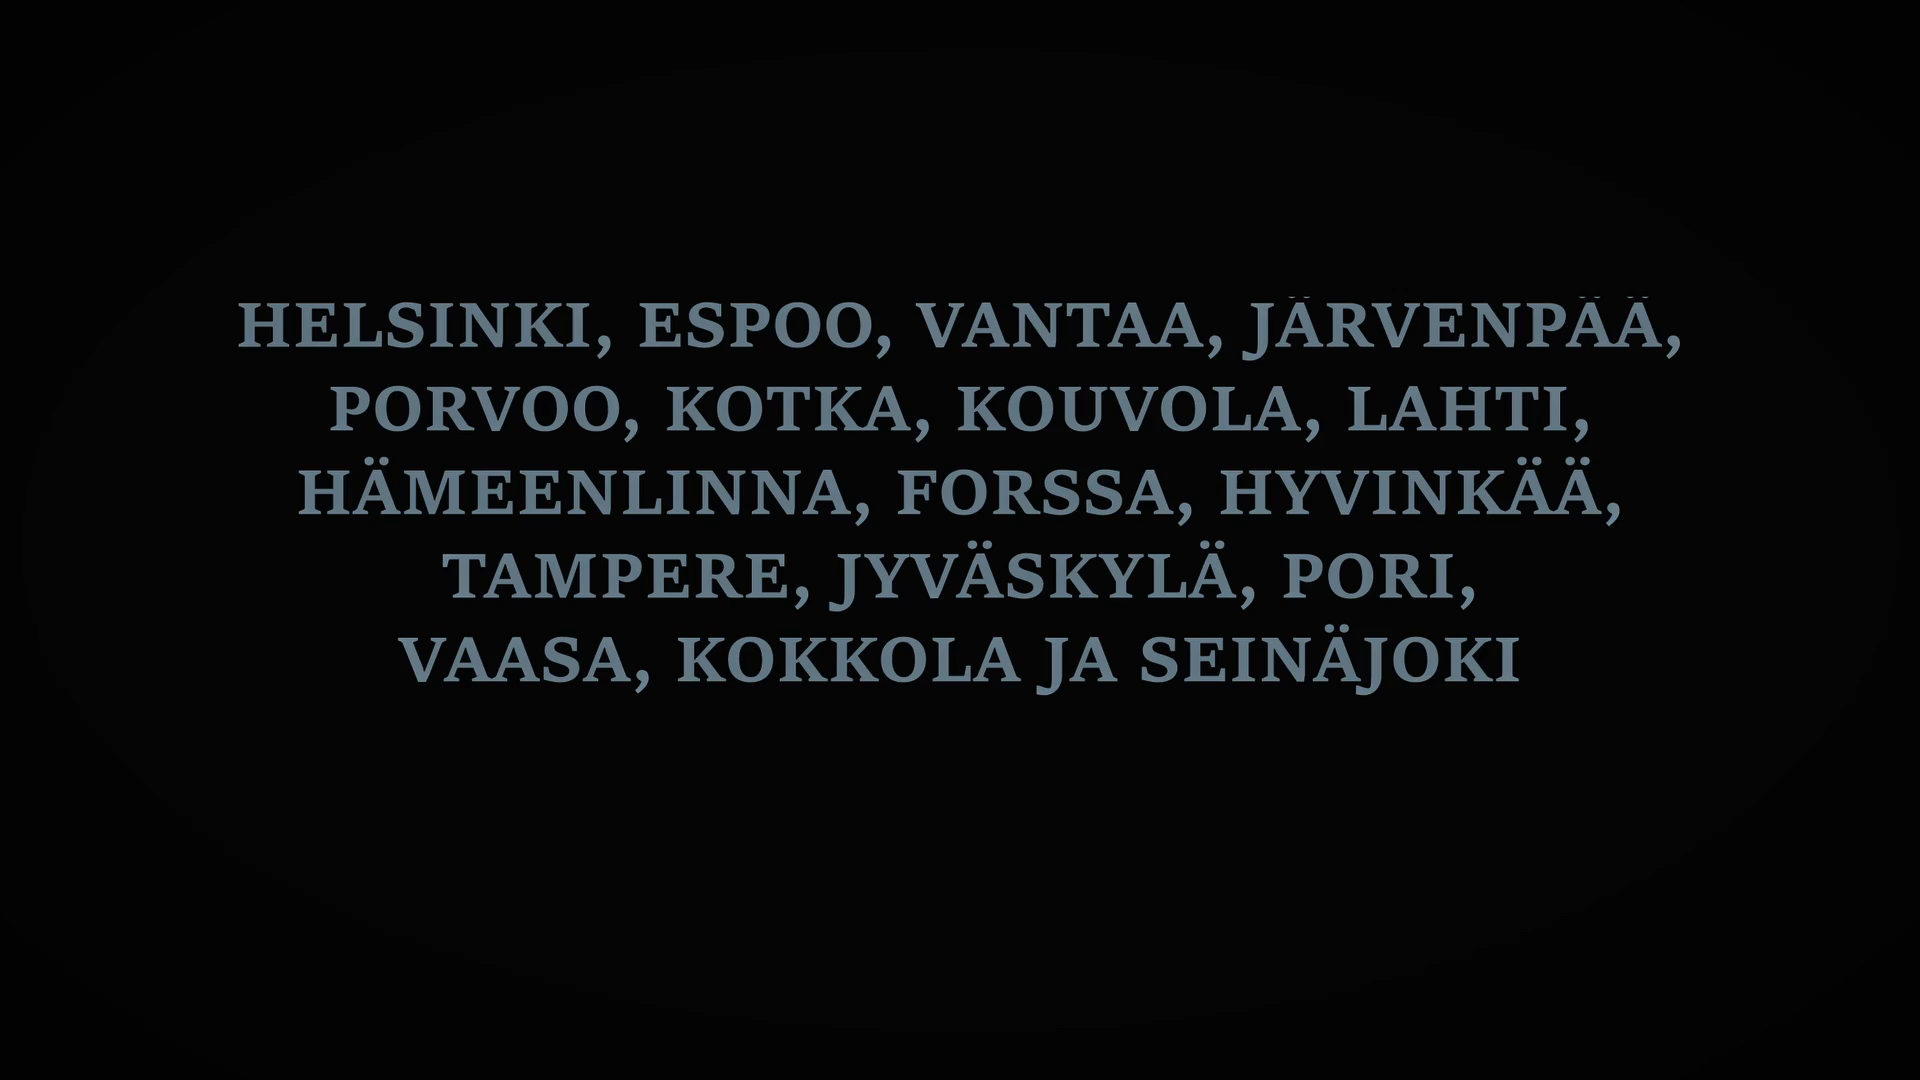 HELSINKI, ESPOO, VANTAA, JÄRVENPÄÄ,
PORVOO, KOTKA, KOUVOLA, LAHTI,
HÄMEENLINNA, FORSSA, HYVINKÄÄ,
TAMPERE, JYVÄSKYLÄ, PORI,
VAASA, KOKKOLA JA SEINÄJOKI